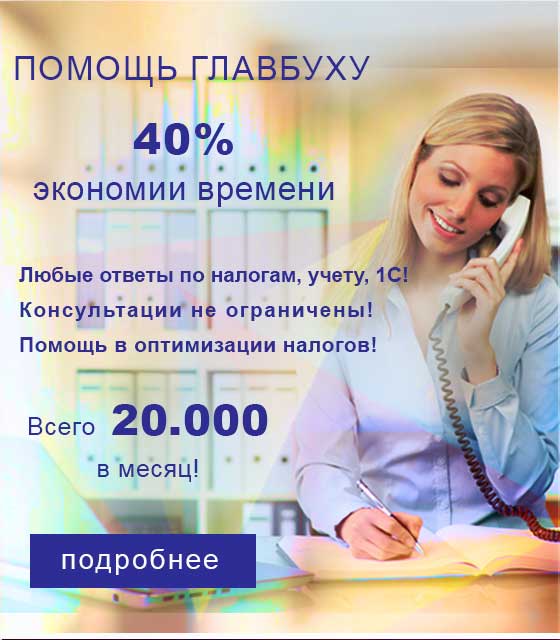 ПОМОЩЬ ГЛАВБУХУ
40%
экономии времени
Любые ответы по налогам, учету, 1С!
Консультации не ограничены!
Помощь в оптимизации налогов!
Всего 20.000
в месяц!
подробнее